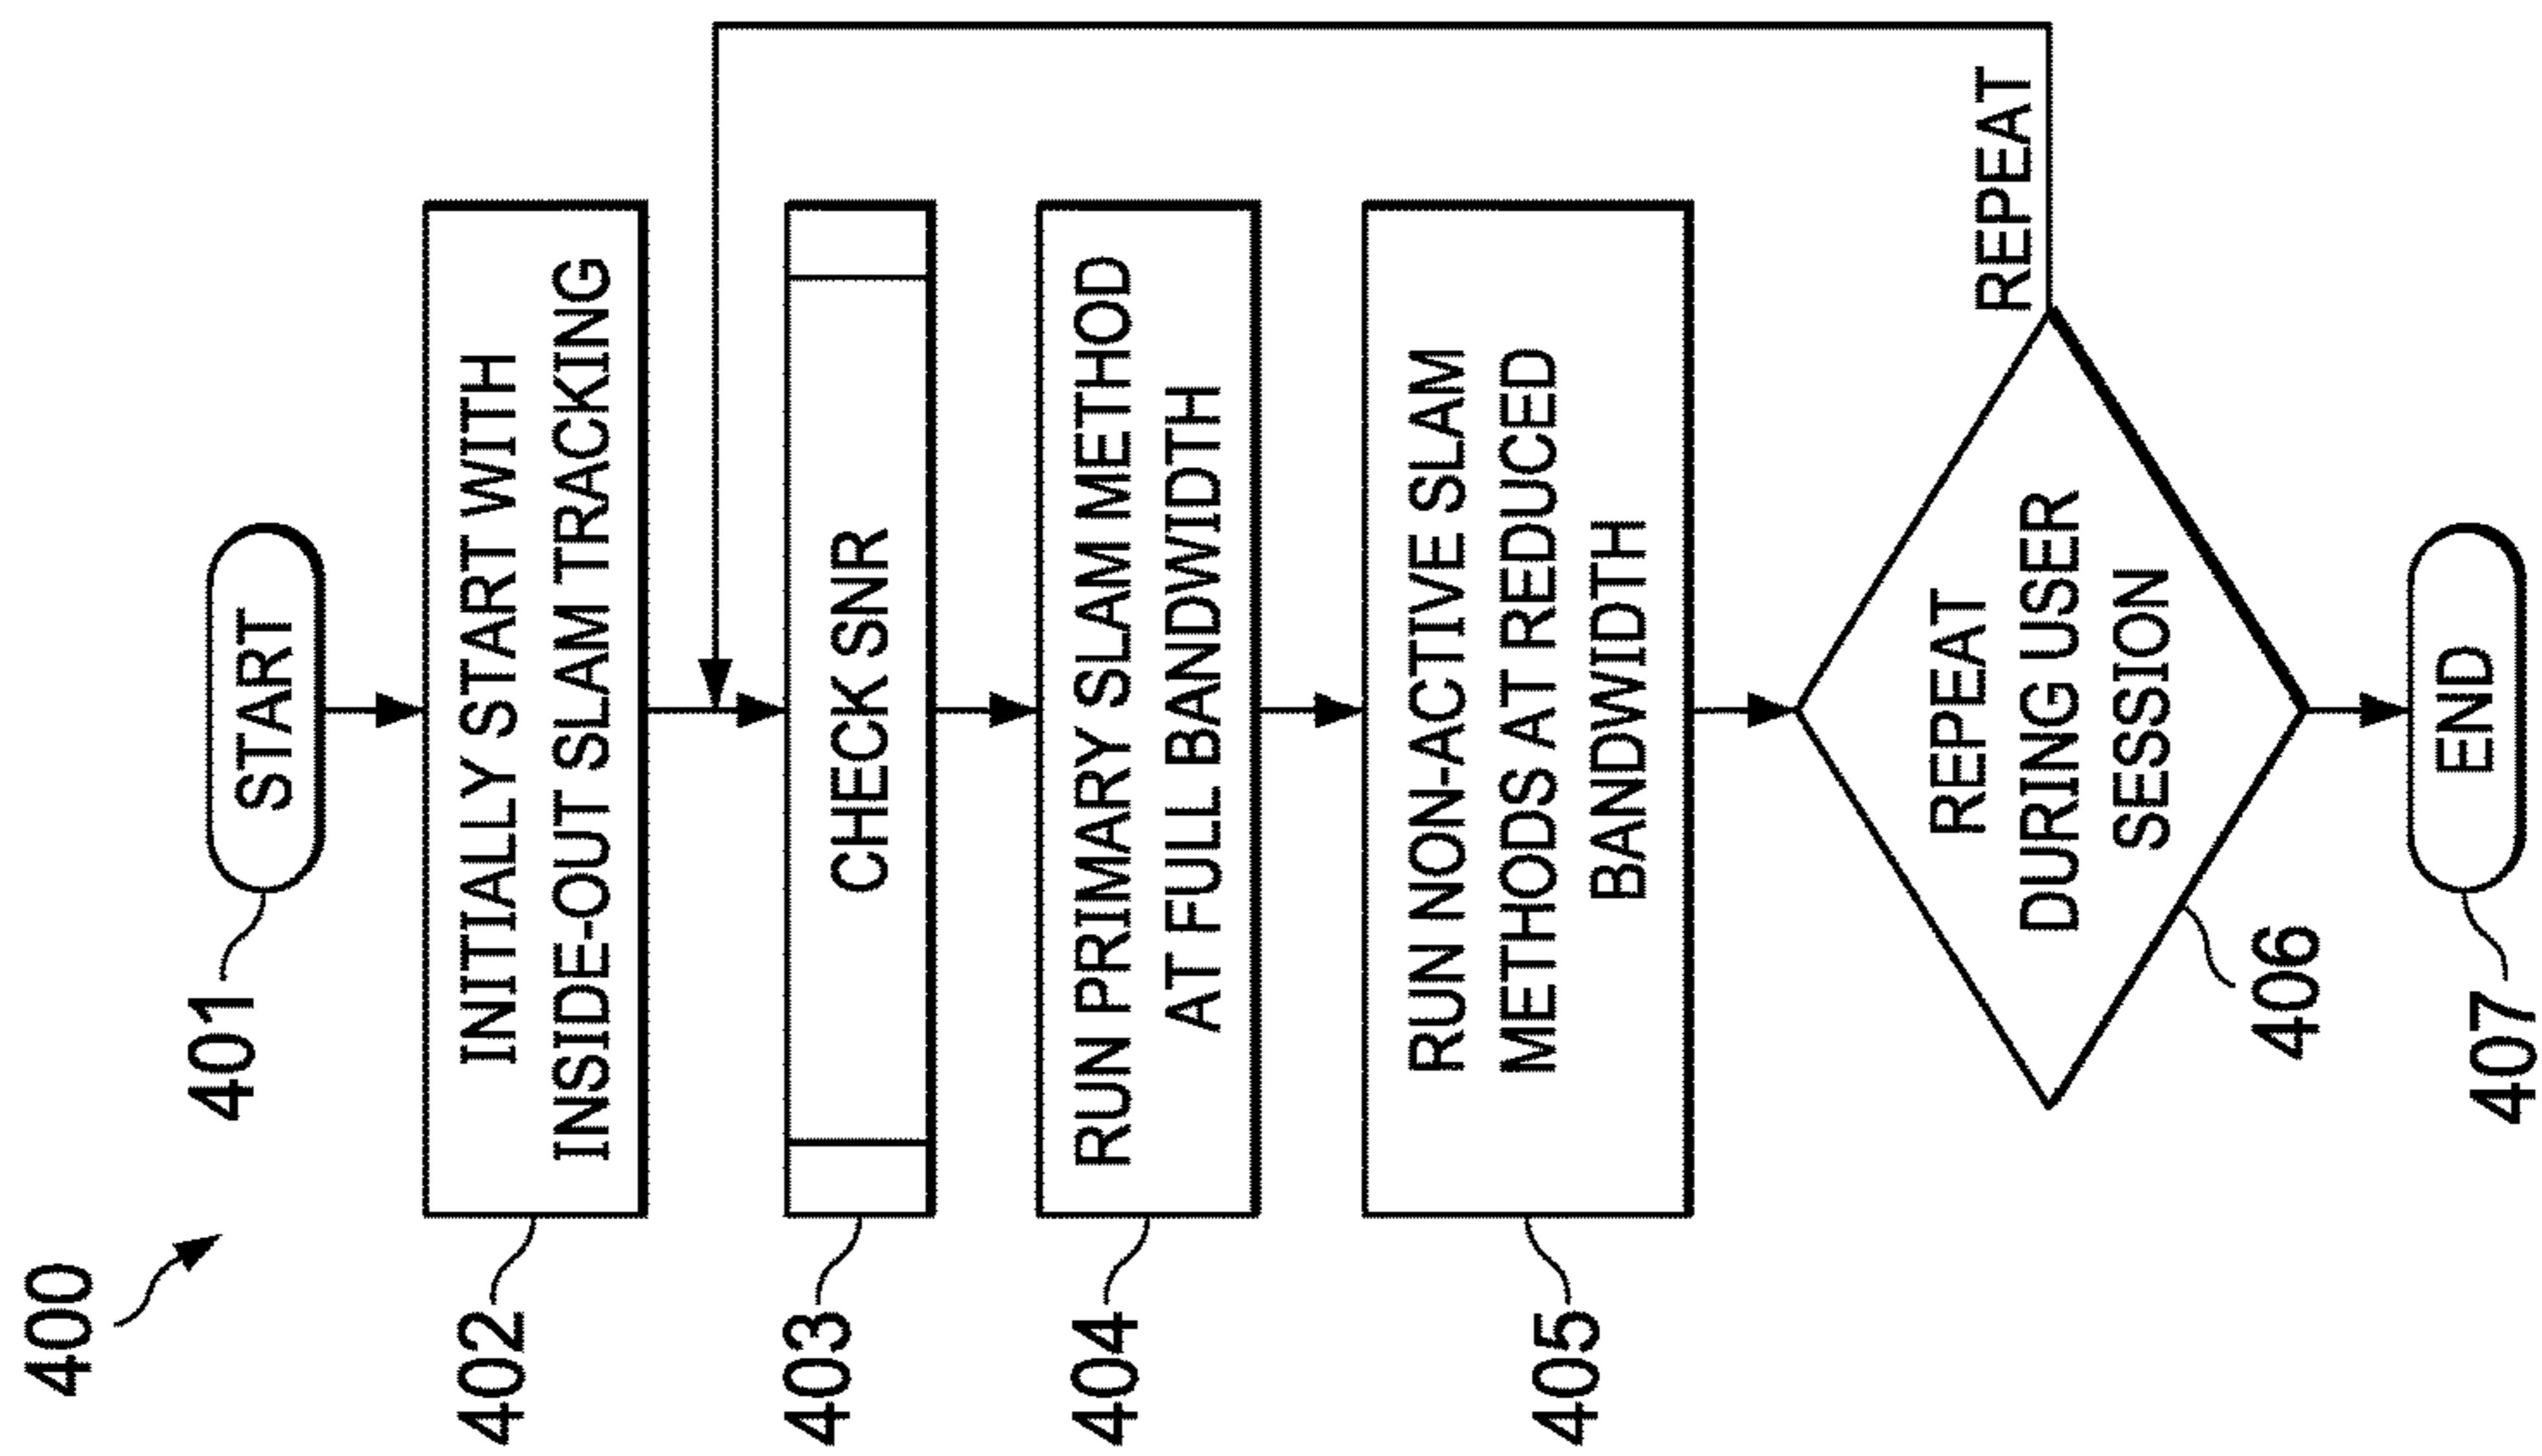 400
401
START
402
INITIALLY START WITH
INSIDE-OUT SLAM TRACKING
403
CHECK SNR
404
RUN PRIMARY SLAM METHOD
AT FULL BANDWIDTH
405
RUN NON-ACTIVE SLAM
METHODS AT REDUCED
BANDWIDTH
406
REPEAT
DURING USER
SESSION
REPEAT
407
END